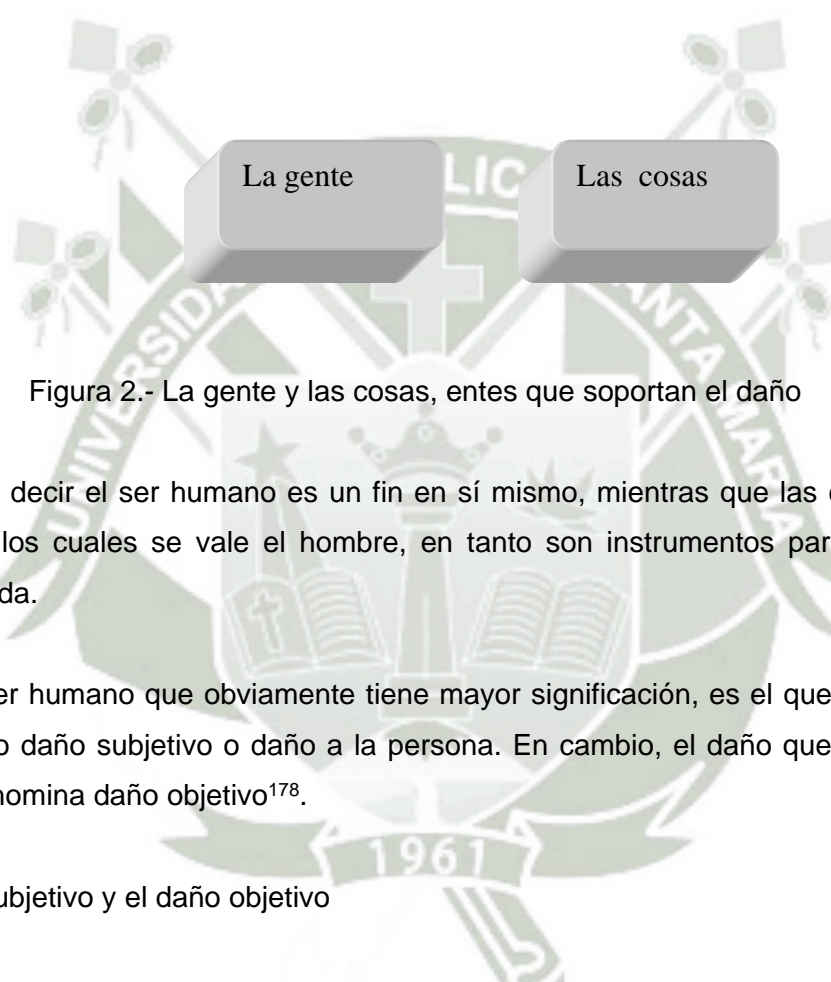 La gente
Las cosas
Figura 2.- La gente y las cosas, entes que soportan el daño
decir el ser humano es un fin en sí mismo, mientras que las
los cuales se vale el hombre, en tanto son instrumentos par
da.
er humano que obviamente tiene mayor significación, es el que
o daño subjetivo o daño a la persona. En cambio, el daño que
nomina daño objetivo¹⁷⁸.
ubjetivo y el daño objetivo
1961